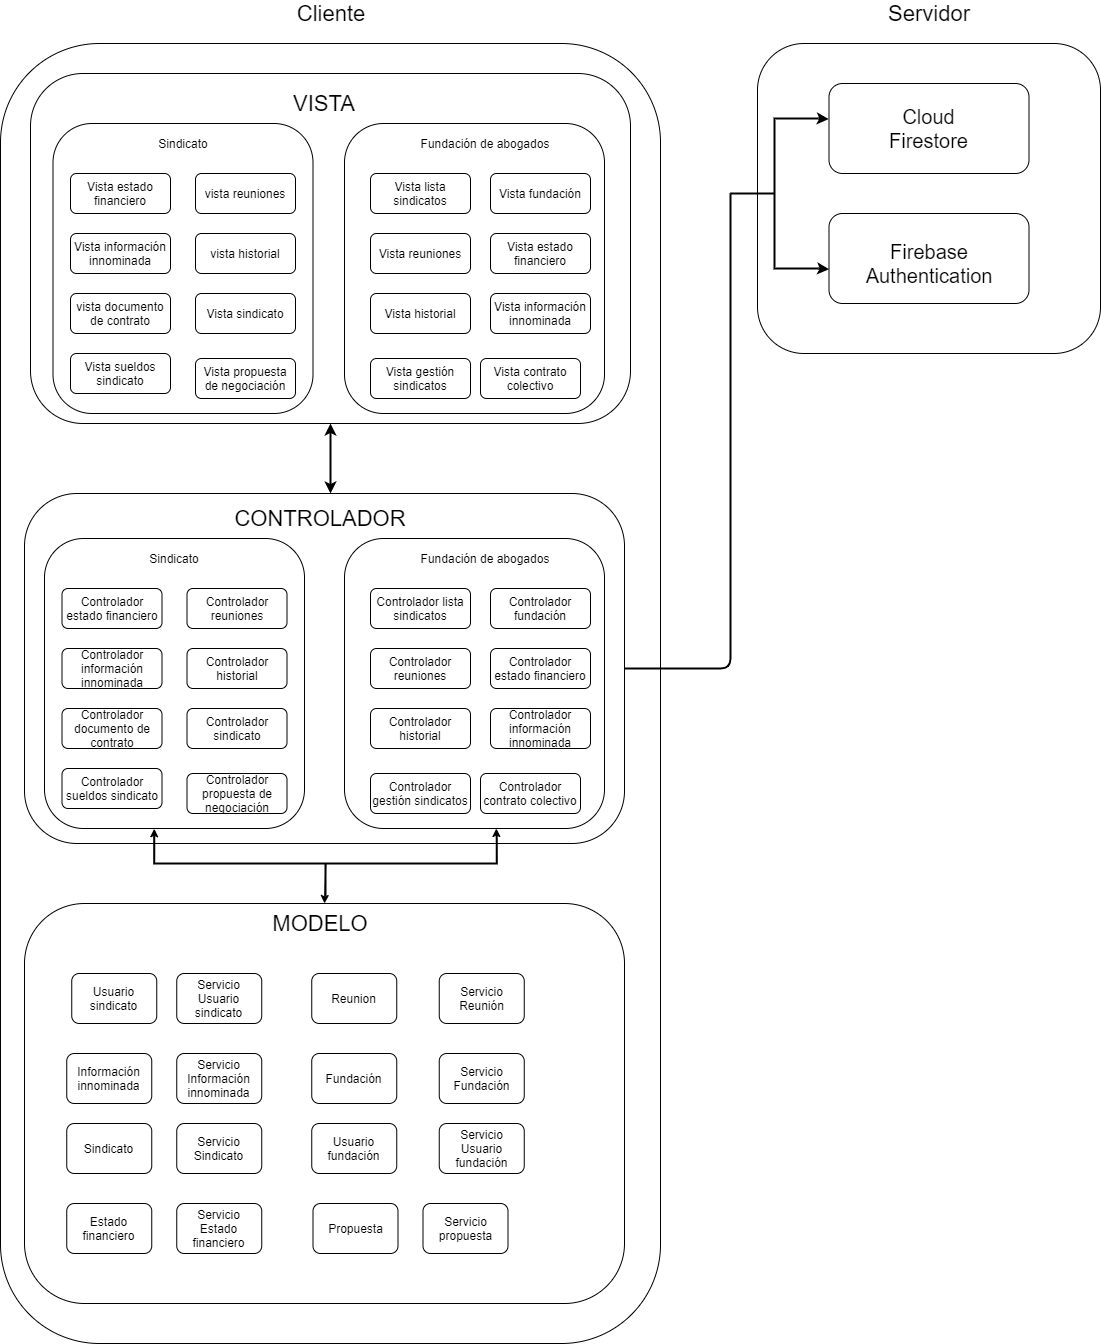 Cliente
Servidor
VISTA
Sindicato
Vista estado
financiero
vista reuniones
Vista información
innominada
vista historial
vista documento
de contrato
Vista sindicato
Vista sueldos
sindicato
Vista propuesta
de negociación
Fundación de abogados
Vista lista
sindicatos
Vista fundación
Vista reuniones
Vista estado
financiero
Vista historial
Vista información
innominada
Vista gestión
sindicatos
Vista contrato
colectivo
Cloud
Firestore
Firebase
Authentication
CONTROLADOR
Sindicato
Controlador
estado financiero
Controlador
reuniones
Controlador
información
innominada
Controlador
historial
Controlador
documento de
contrato
Controlador
sindicato
Controlador
sueldos sindicato
Controlador
propuesta de
negociación
Fundación de abogados
Controlador lista
sindicatos
Controlador
fundación
Controlador
reuniones
Controlador
estado financiero
Controlador
historial
Controlador
información
innominada
Controlador
gestión sindicatos
Controlador
contrato colectivo
MODELO
Usuario
sindicato
Servicio
Usuario
sindicato
Reunion
Servicio
Reunión
Información
innominada
Servicio
Información
innominada
Fundación
Servicio
Fundación
Sindicato
Servicio
Sindicato
Usuario
fundación
Servicio
Usuario
fundación
Estado
financiero
Servicio
Estado
financiero
Propuesta
Servicio
propuesta